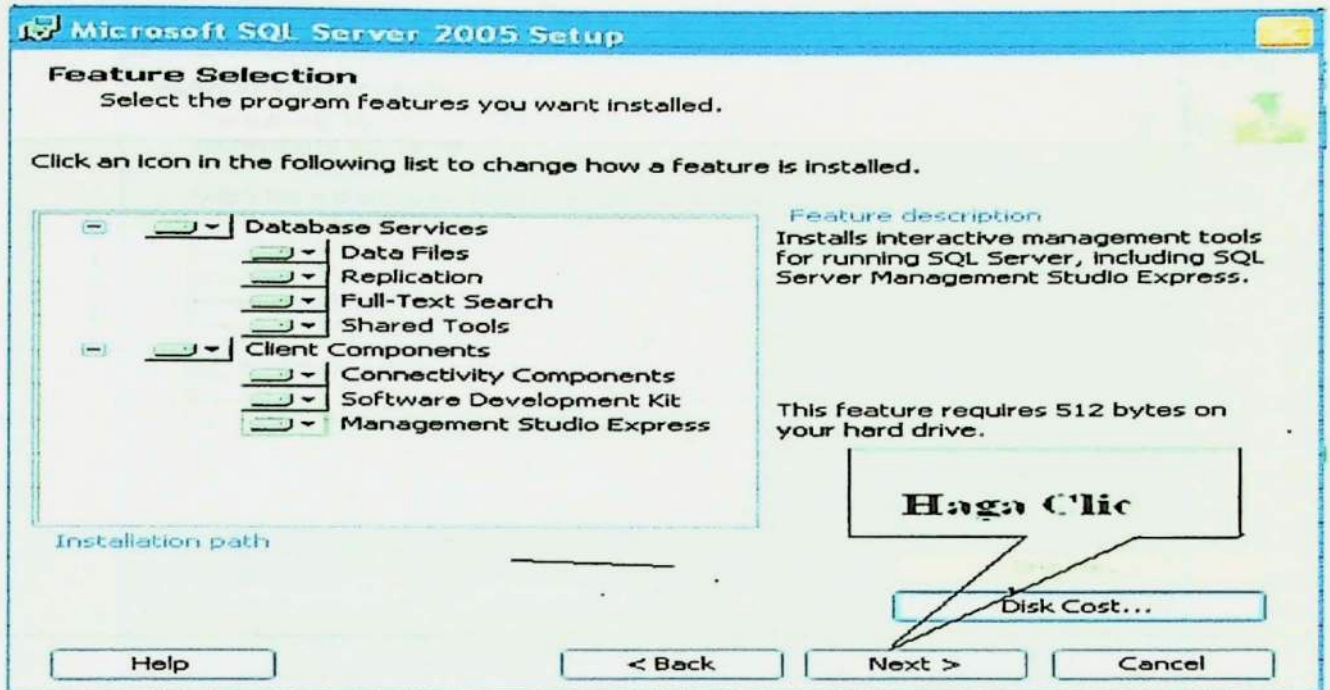 Microsoft SQL Server 2005 Setup
Feature Selection
Select the program features you want installed.
Click an icon in the following list to change how a feature is installed.
Database Services
Data Files
Replication
Full-Text Search
Shared Tools
Client Components
Connectivity Components
Software Development Kit
Management Studio Express
Feature description
Installs interactive management tools
for running SQL Server, including SQL
Server Management Studio Express.
This feature requires 512 bytes on
your hard drive.
Haga Clic
Installation path
Disk Cost...
Help
< Back
Next >
Cancel